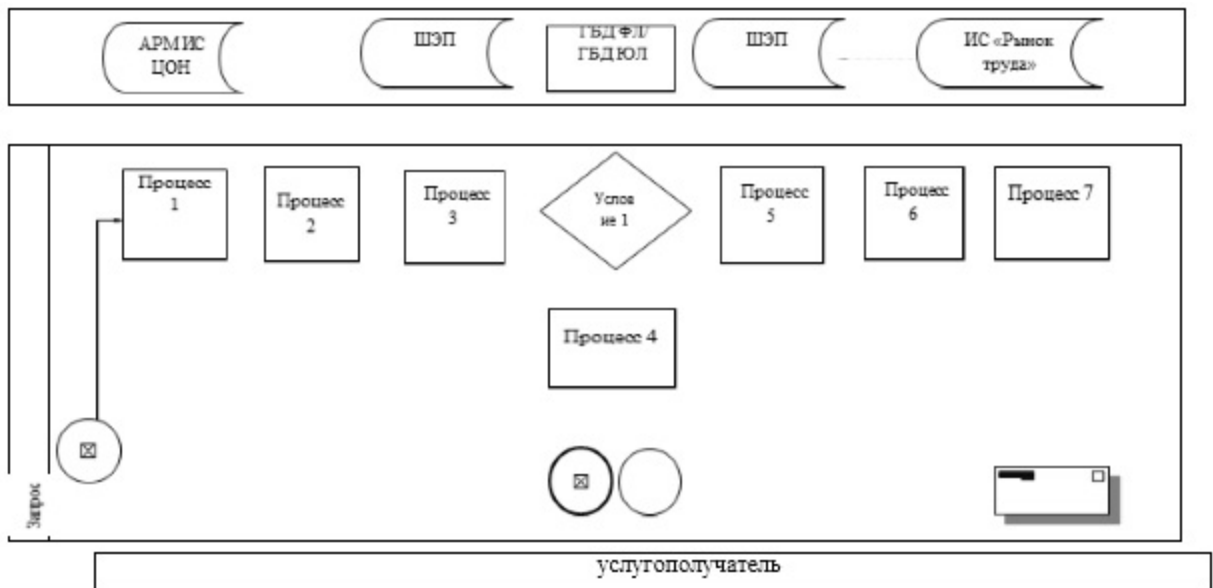 АРМ ИС
ЦОН
ШЭП
ГБД ФЛ/
ГБД ЮЛ
ШЭП
ИС «Рынок
труда»
Процесс
1
Процесс
2
Процесс
3
Услов
ие 1
Процесс
5
Процесс
6
Процесс 7
Процесс 4
Запрос
услугополучатель